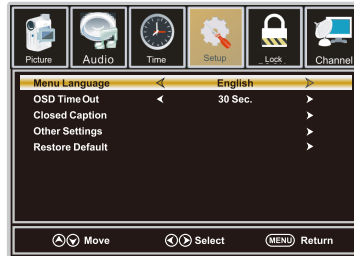 Picture Audio Time Setup Lock Channel
Menu Language English
OSD Time Out 30 Sec.
Closed Caption
Other Settings
Restore Default
Move Select MENU Return